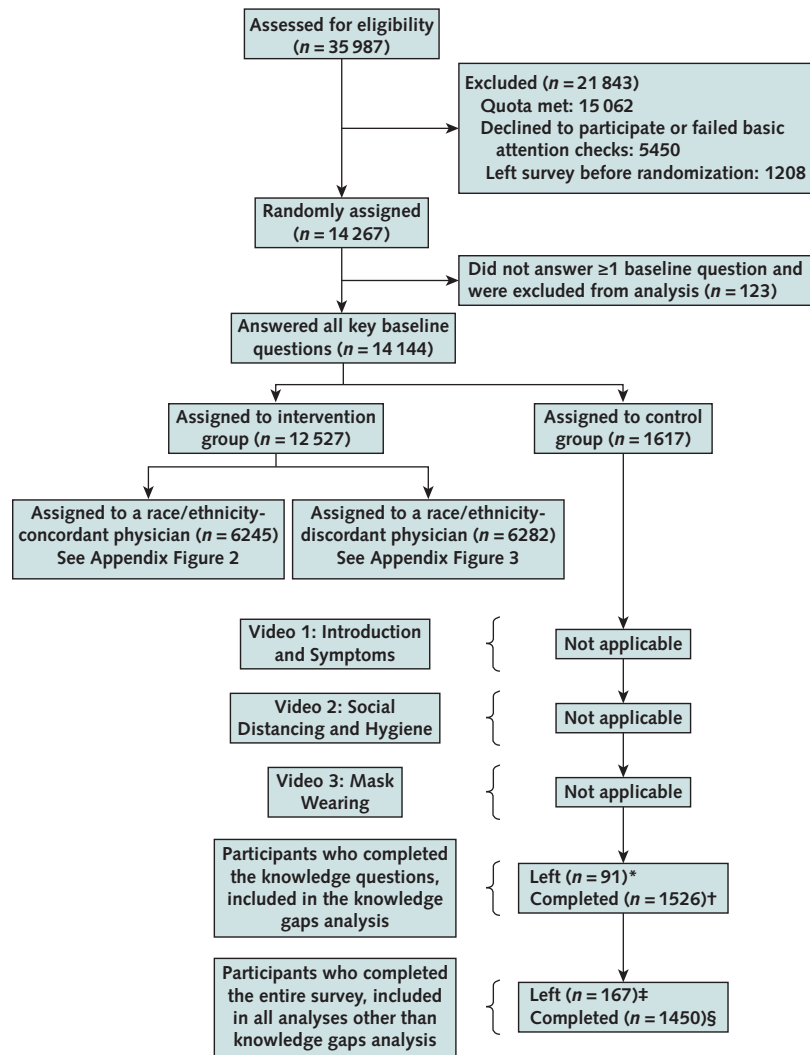 Assessed for eligibility
(n = 35 987)
Excluded (n = 21 843)
Quota met: 15 062
Declined to participate or failed basic
attention checks: 5450
Left survey before randomization: 1208
Randomly assigned
(n = 14 267)
Did not answer ≥1 baseline question and
were excluded from analysis (n = 123)
Answered all key baseline
questions (n = 14 144)
Assigned to intervention
group (n = 12 527)
Assigned to control
group (n = 1617)
Assigned to a race/ethnicity-
concordant physician (n = 6245)
See Appendix Figure 2
Assigned to a race/ethnicity-
discordant physician (n = 6282)
See Appendix Figure 3
Video 1: Introduction
and Symptoms
Not applicable
Video 2: Social
Distancing and Hygiene
Not applicable
Video 3: Mask
Wearing
Not applicable
Participants who completed
the knowledge questions,
included in the knowledge
gaps analysis
Left (n = 91)*
Completed (n = 1526)†
Participants who completed
the entire survey, included
in all analyses other than
knowledge gaps analysis
Left (n = 167)‡
Completed (n = 1450)§